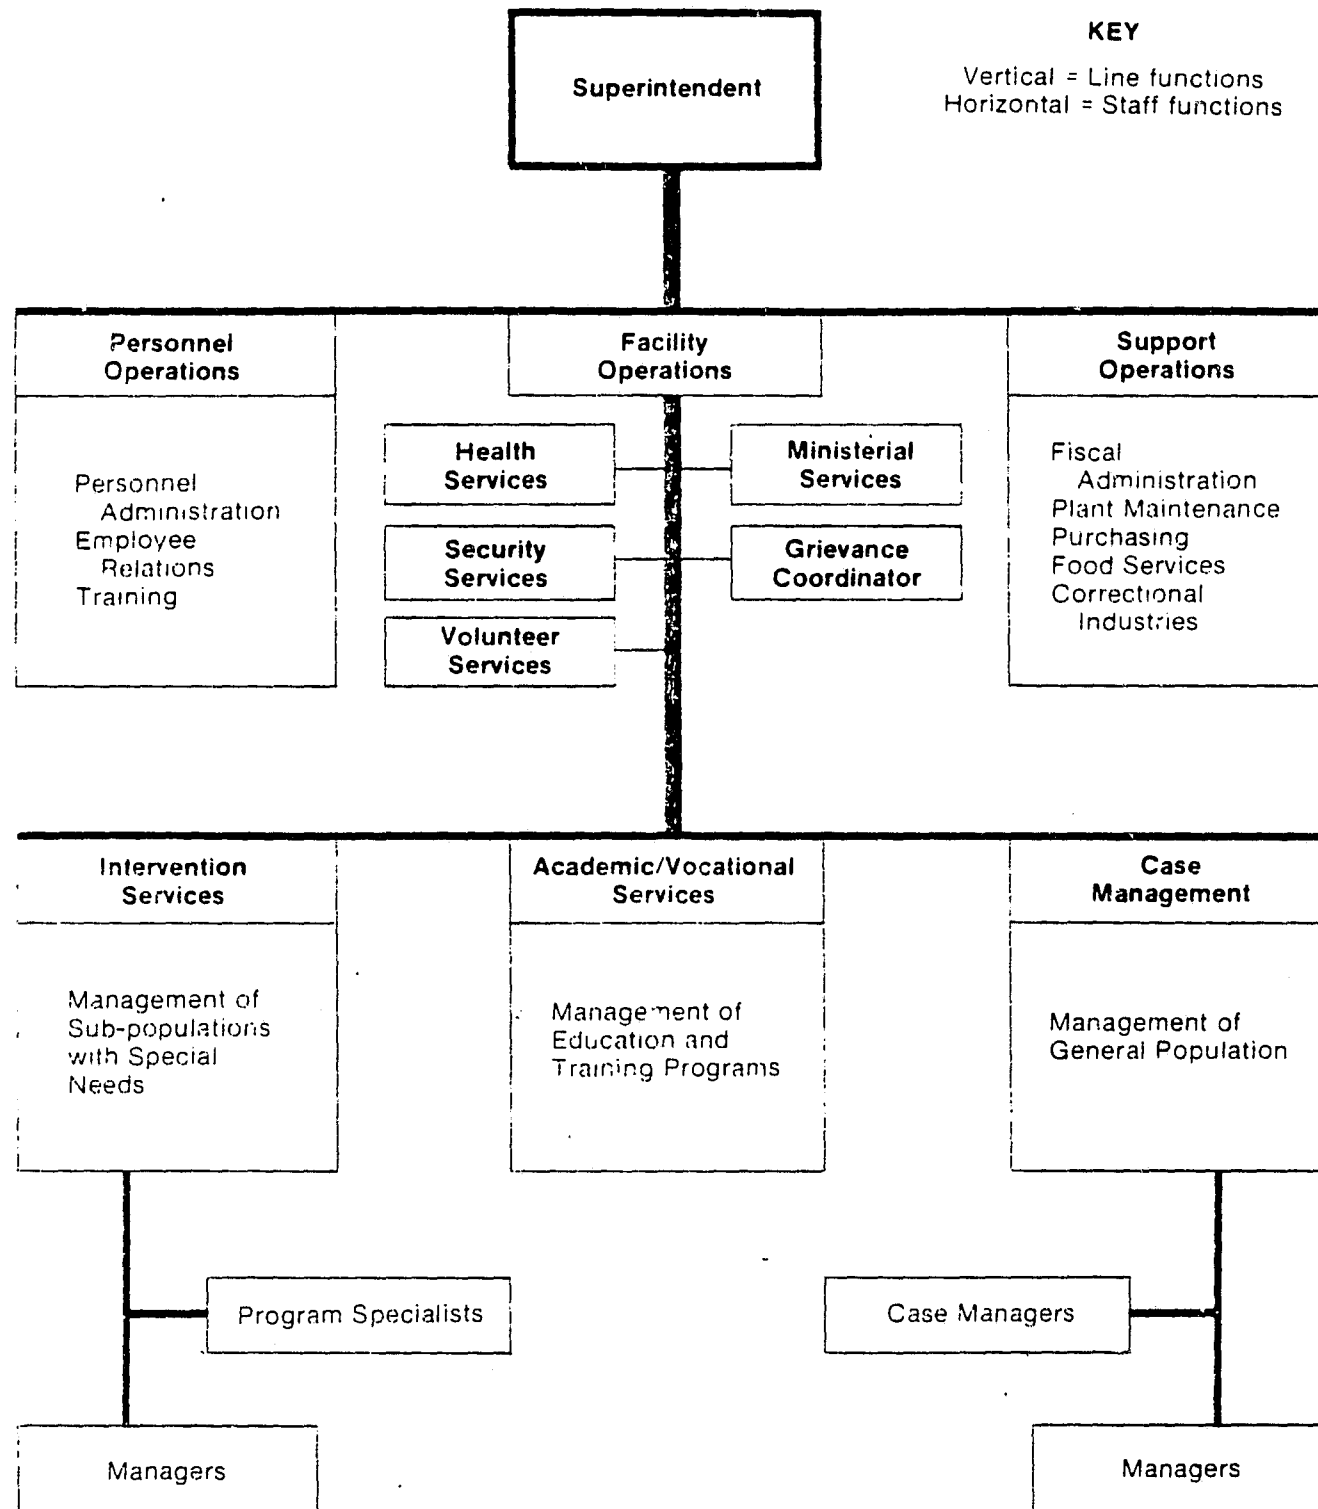 Superintendent
KEY
Vertical = Line functions
Horizontal = Staff functions
Personnel
Operations
Personnel
Administration
Employee
Relations
Training
Facility
Operations
Health
Services
Ministerial
Services
Security
Services
Grievance
Coordinator
Volunteer
Services
Support
Operations
Fiscal
Administration
Plant Maintenance
Purchasing
Food Services
Correctional
Industries
Intervention
Services
Management of
Sub-populations
with Special
Needs
Academic/Vocational
Services
Management of
Education and
Training Programs
Case
Management
Management of
General Population
Program Specialists
Case Managers
Managers
Managers